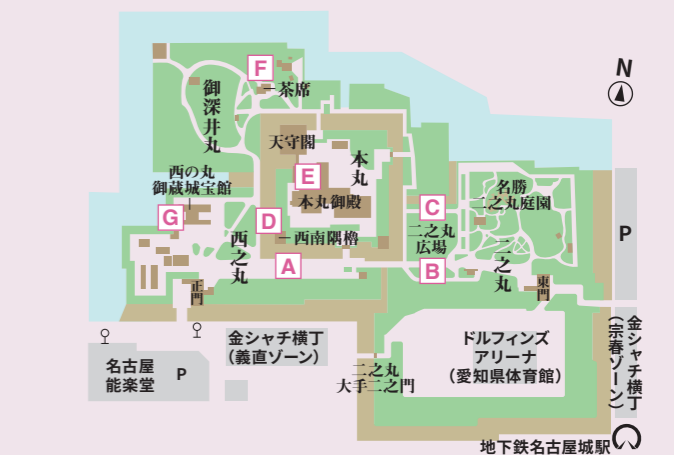 N
F
茶席
御深井丸
天守閣
本丸
西の丸
御蔵城宝館
E
本丸御殿
名勝
二之丸庭園
G
D
C
P
西南隅櫓
二之丸
広場
西之丸
A
B
二之丸
正門
東門
金シャチ横丁
(義直ゾーン)
ドルフィンズ
アリーナ
(愛知県体育館)
金シャチ横丁
(宗春ゾーン)
名古屋
能楽堂
P
二之丸
大手二之門
地下鉄名古屋城駅